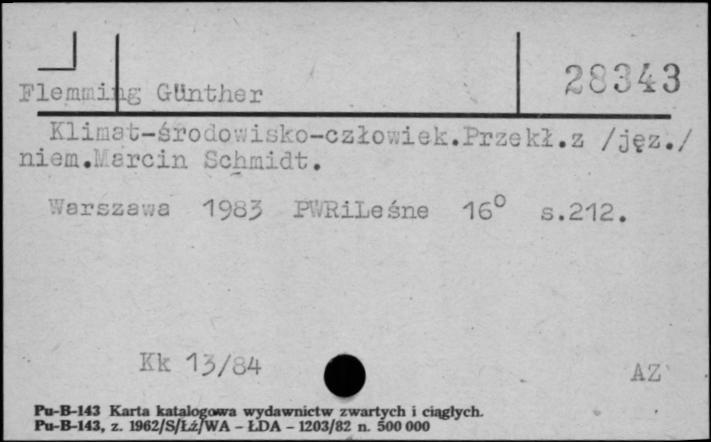 28343
Flemming Günther
Klimat-środowisko-człowiek.Przekł.z /jęz./
niem.Marcin Schmidt.
Warszawa 1983 PWRiLeśne 16° s.212.
Kk 13/84
AZ
Pu-B-143 Karta katalogowa wydawnictw zwartych i ciągłych.
Pu-B-143, z. 1962/S/Łź/WA - ŁDA - 1203/82 n. 500 000